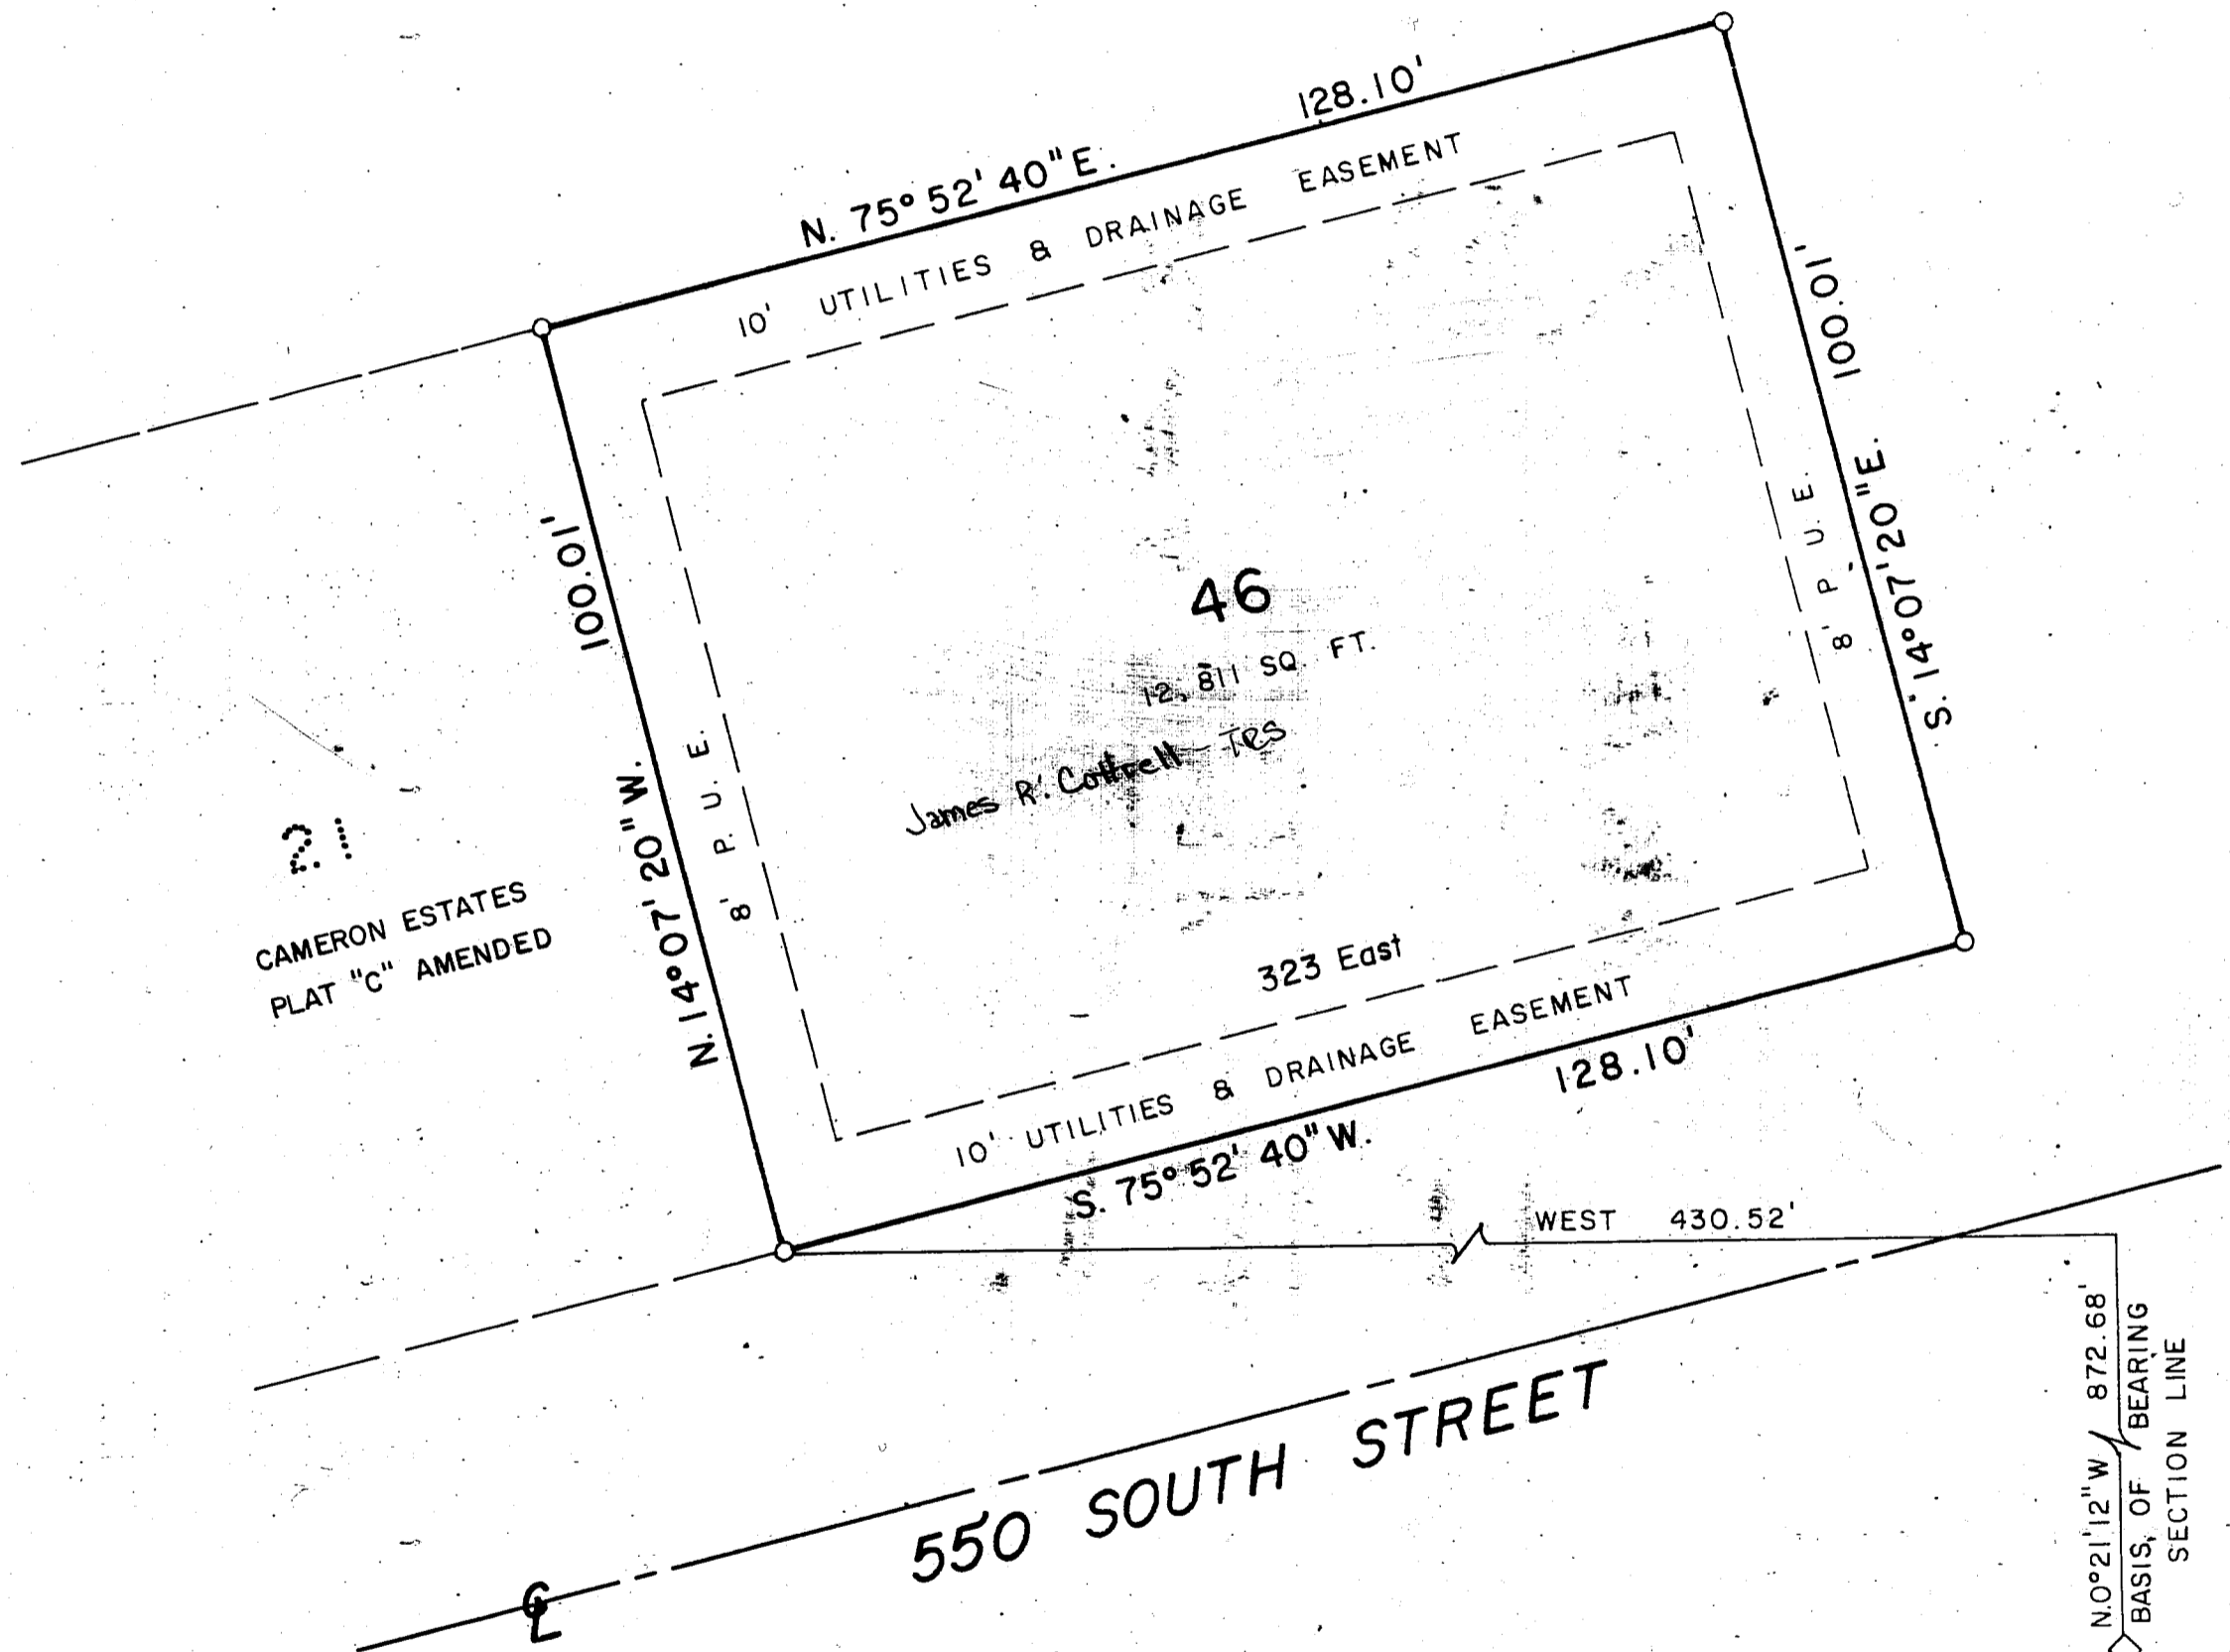 128.10'
N. 75° 52' 40" E.
10' UTILITIES & DRAINAGE EASEMENT
100.01'
S. 14° 07' 20" E.
8' P. U. E.
100.01'
N. 14° 07' 20" W.
8' P. U. E.
46
12,811 SQ. FT.
James R. Cottrell - TRS
21
CAMERON ESTATES
PLAT "C" AMENDED
323 East
10' UTILITIES & DRAINAGE EASEMENT
128.10'
S. 75° 52' 40" W.
WEST 430.52'
550 SOUTH STREET
℄
N. 0° 21' 12" W 872.68'
BASIS, OF BEARING
SECTION LINE